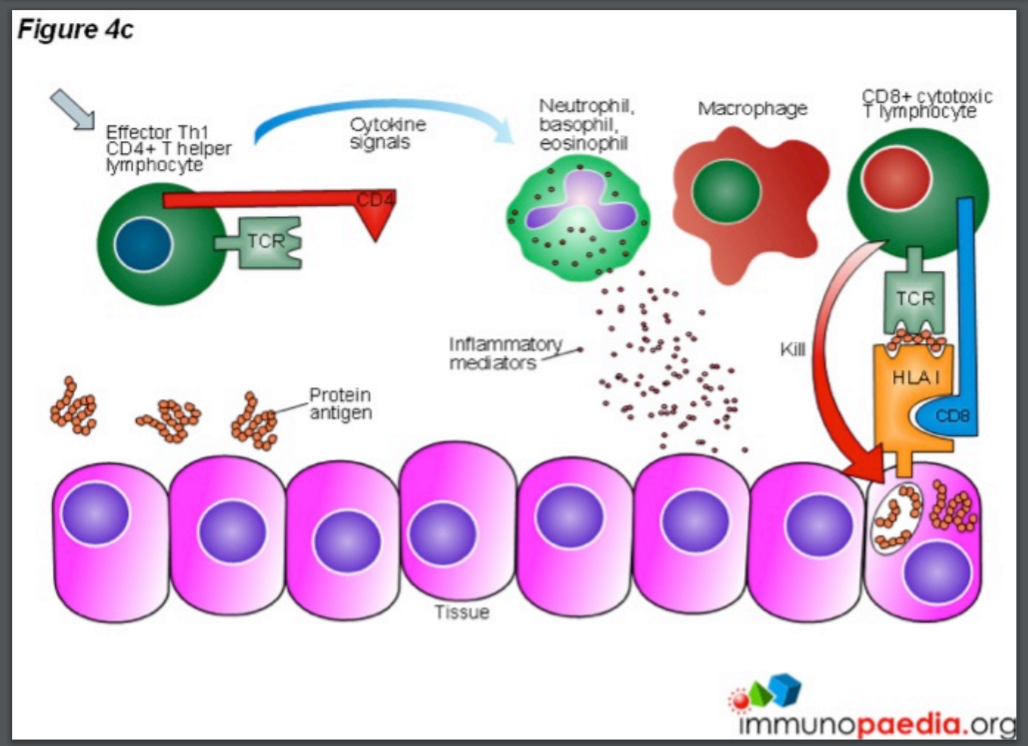 Figure 4c
Effector Th1
CD4+ T helper
lymphocyte
Cytokine
signals
Neutrophil,
basophil,
eosinophil
Macrophage
CD8+ cytotoxic
T lymphocyte
CD4
TCR
TCR
Inflammatory
mediators
Kill
HLA I
CD8
Protein
antigen
Tissue
immunopaedia.org